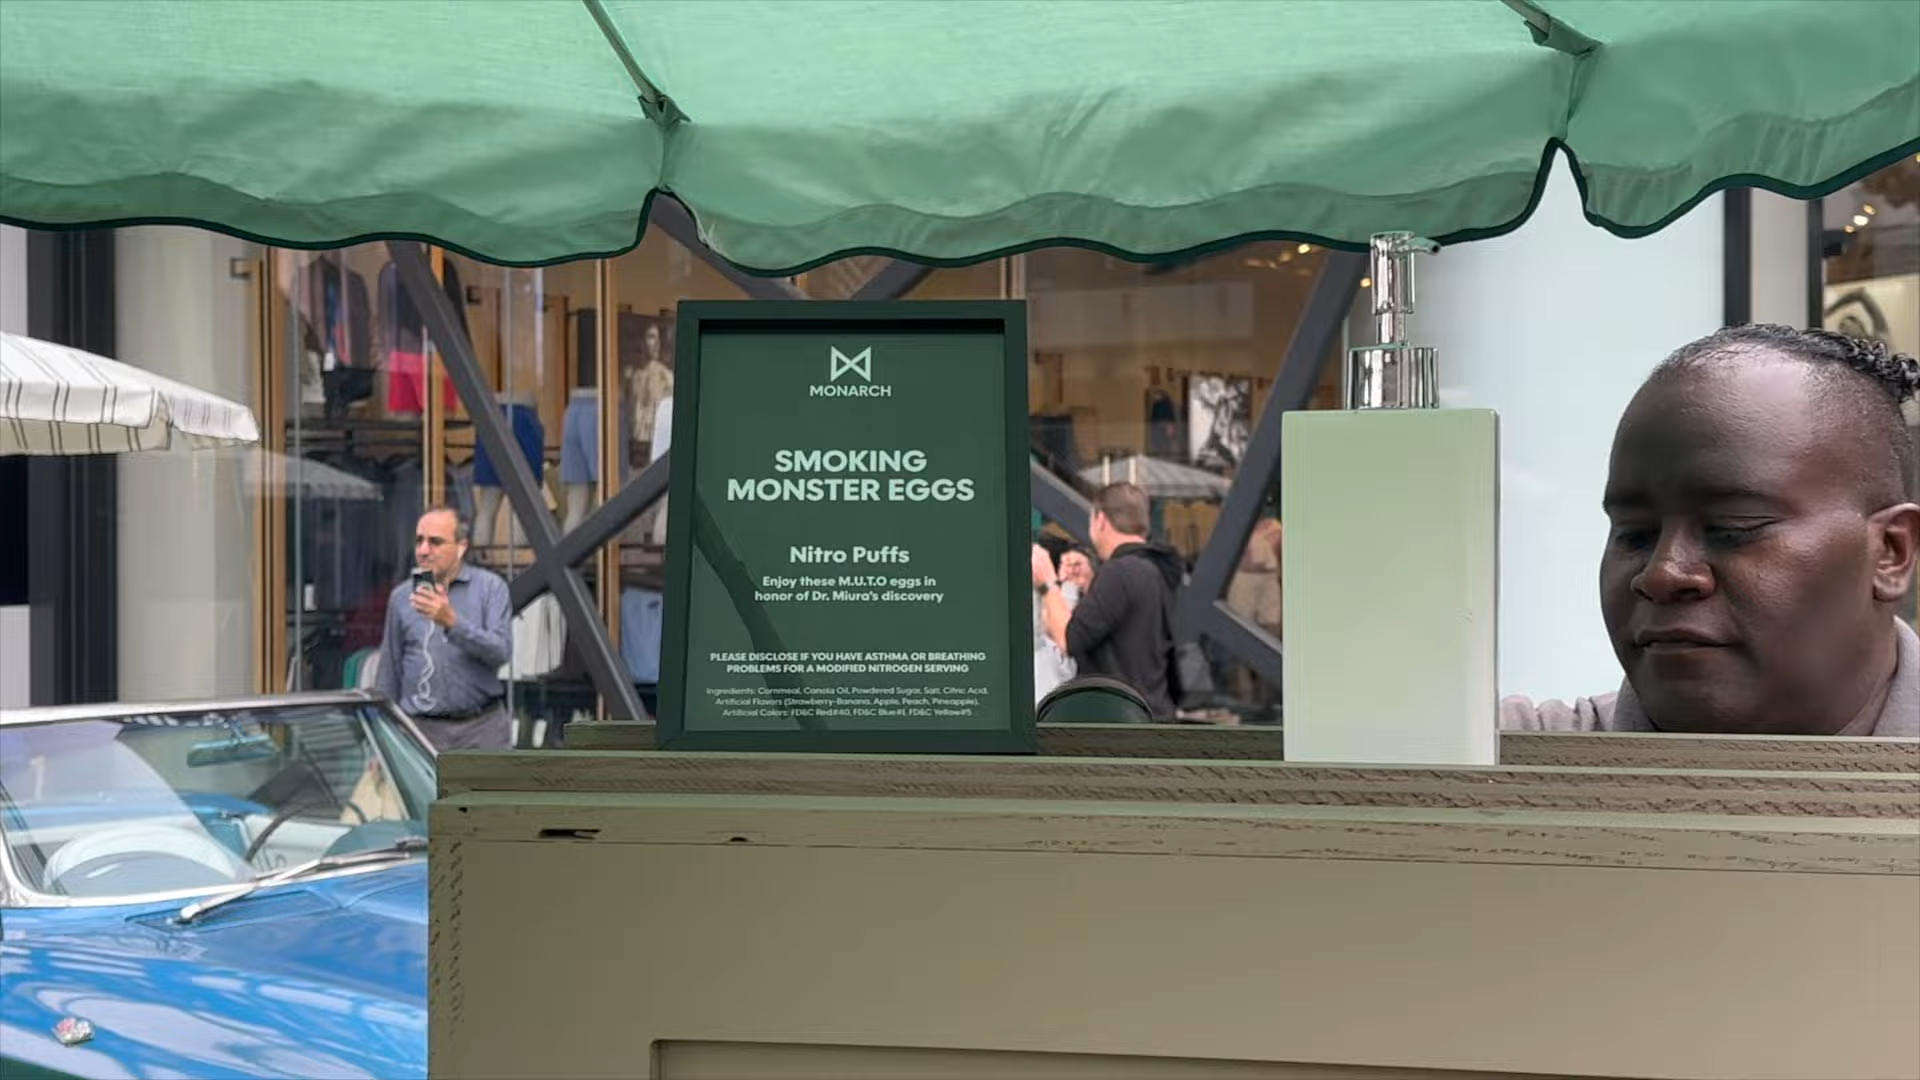 MONARCH
SMOKING
MONSTER EGGS
Nitro Puffs
Enjoy these M.U.T.O eggs in
honor of Dr. Miura's discovery
PLEASE DISCLOSE IF YOU HAVE ASTHMA OR BREATHING
PROBLEMS FOR A MODIFIED NITROGEN SERVING
Ingredients: Cornmeal, Canola Oil, Powdered Sugar, Salt, Citric Acid,
Artificial Flavors (Strawberry-Banana, Apple, Peach, Pineapple),
Artificial Colors: FD&C Red#40, FD&C Blue#1, FD&C Yellow#5